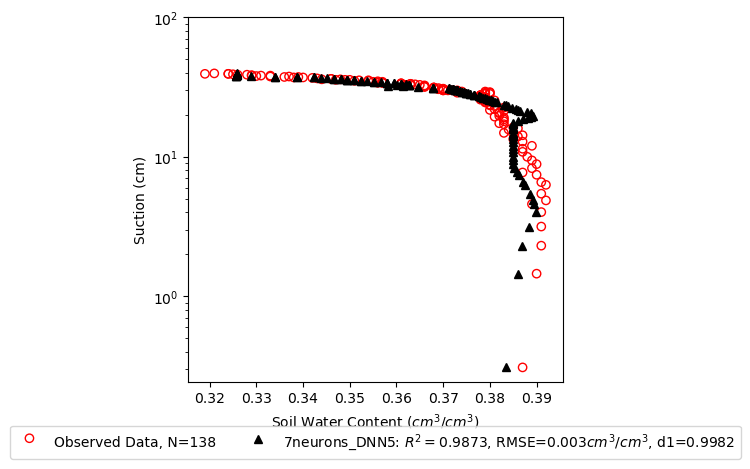 10²
10¹
10⁰
Suction (cm)
0.32 0.33 0.34 0.35 0.36 0.37 0.38 0.39
Soil Water Content (cm³/cm³)
Observed Data, N=138 7neurons_DNN5: R² = 0.9873, RMSE=0.003cm³/cm³, d1=0.9982